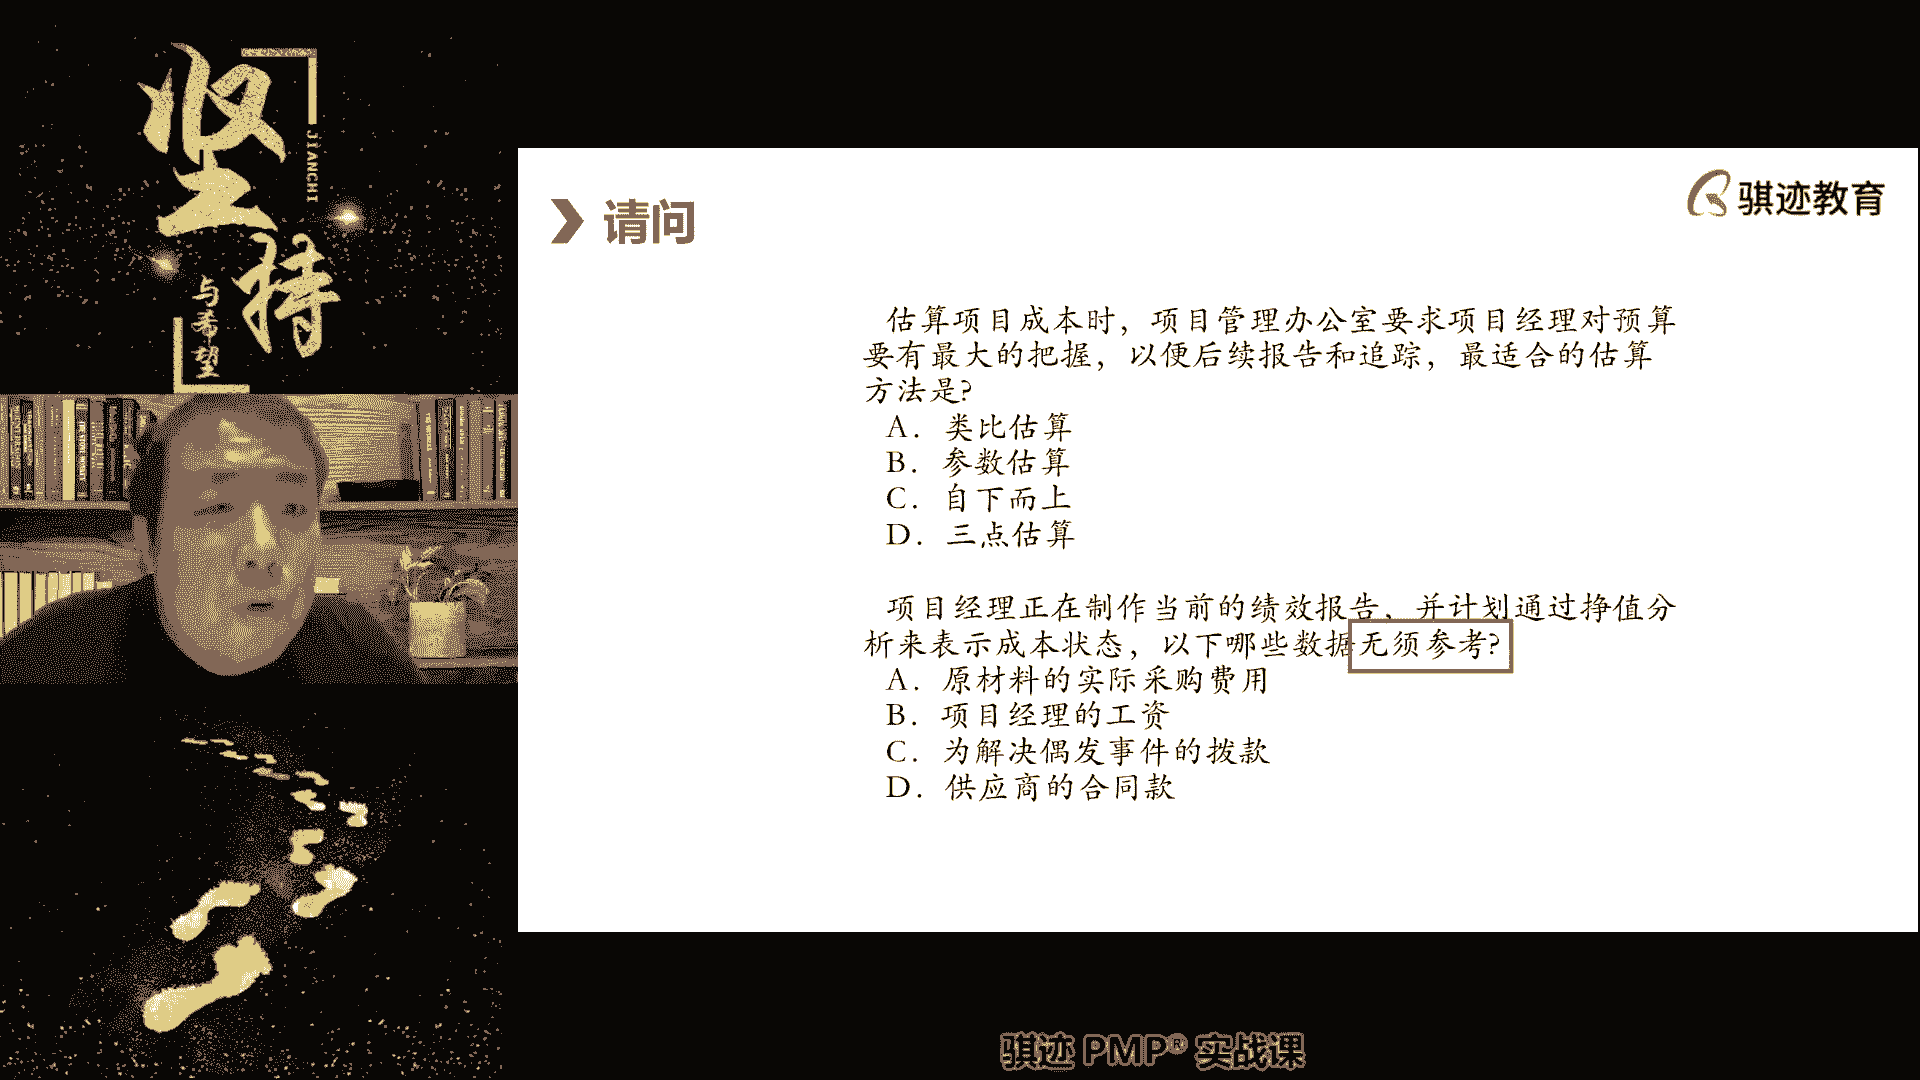 坚持
JIANCHI
与希望
骐迹教育
请问
估算项目成本时，项目管理办公室要求项目经理对预算
要有最大的把握，以便后续报告和追踪，最适合的估算
方法是?
A．类比估算
B．参数估算
C．自下而上
D．三点估算
项目经理正在制作当前的绩效报告，并计划通过挣值分
析来表示成本状态，以下哪些数据无须参考?
A．原材料的实际采购费用
B．项目经理的工资
C．为解决偶发事件的拨款
D．供应商的合同款
骐迹 PMP® 实战课